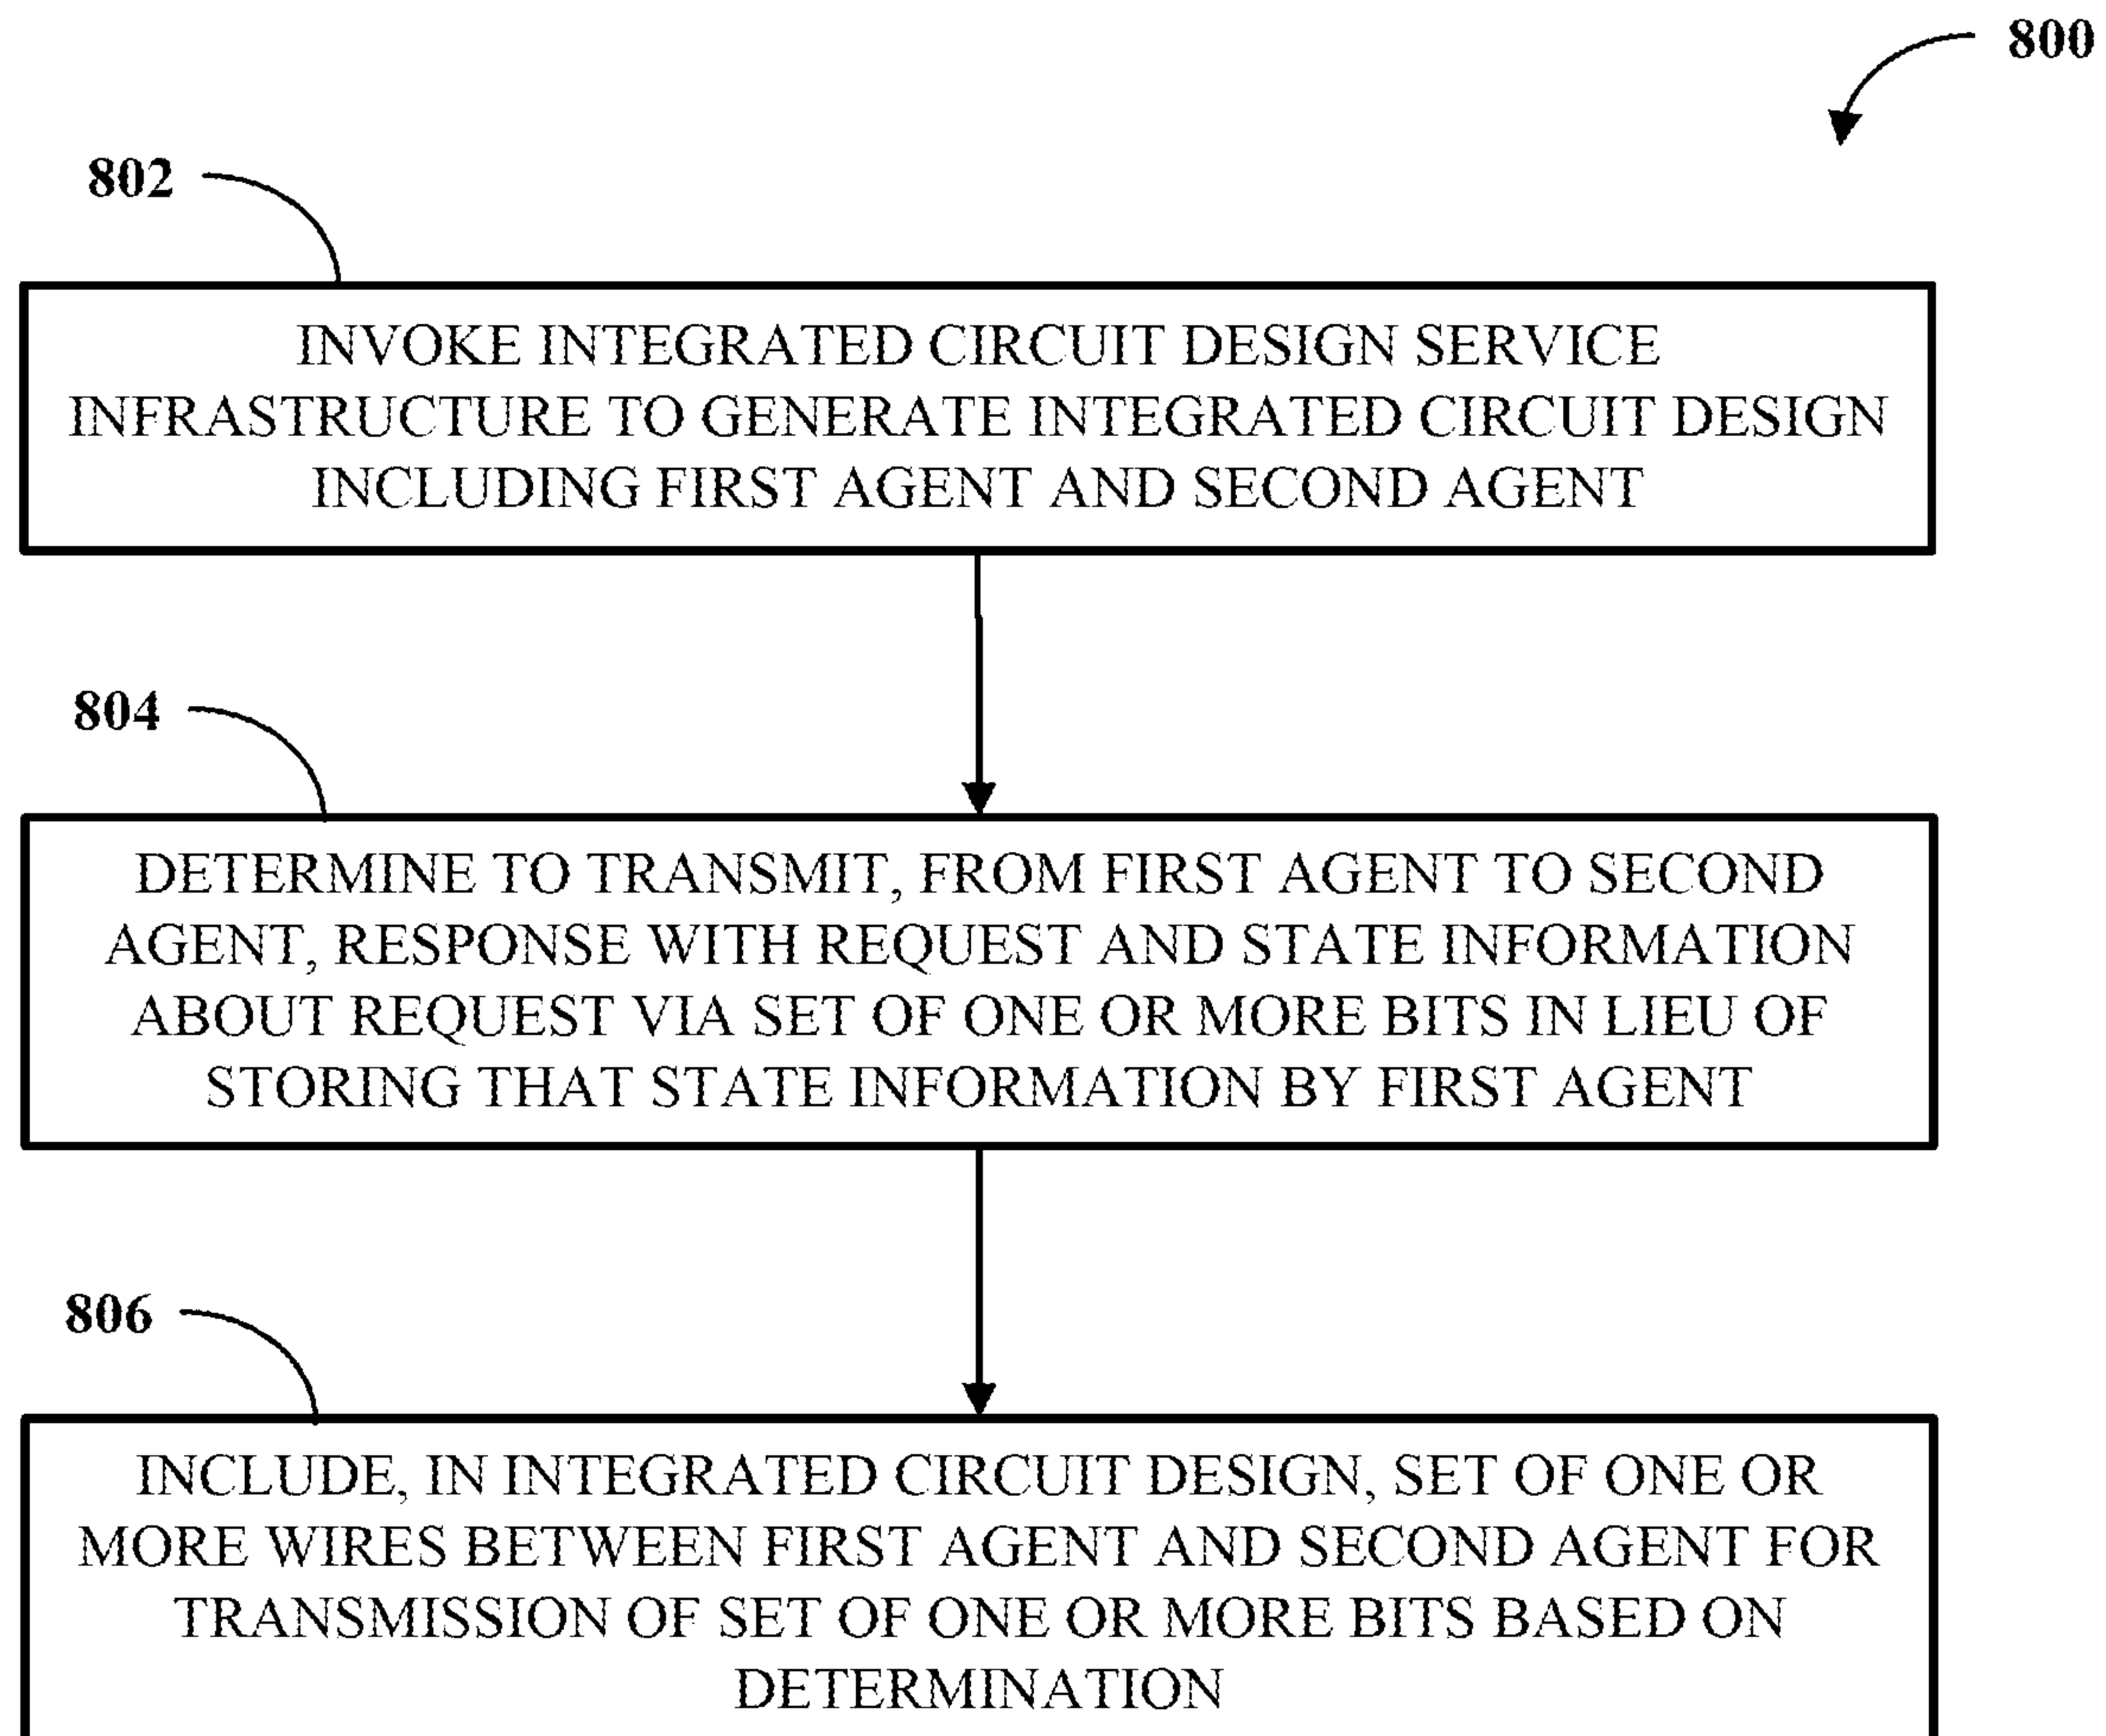 800
802
INVOKE INTEGRATED CIRCUIT DESIGN SERVICE
INFRASTRUCTURE TO GENERATE INTEGRATED CIRCUIT DESIGN
INCLUDING FIRST AGENT AND SECOND AGENT
804
DETERMINE TO TRANSMIT, FROM FIRST AGENT TO SECOND
AGENT, RESPONSE WITH REQUEST AND STATE INFORMATION
ABOUT REQUEST VIA SET OF ONE OR MORE BITS IN LIEU OF
STORING THAT STATE INFORMATION BY FIRST AGENT
806
INCLUDE, IN INTEGRATED CIRCUIT DESIGN, SET OF ONE OR
MORE WIRES BETWEEN FIRST AGENT AND SECOND AGENT FOR
TRANSMISSION OF SET OF ONE OR MORE BITS BASED ON
DETERMINATION